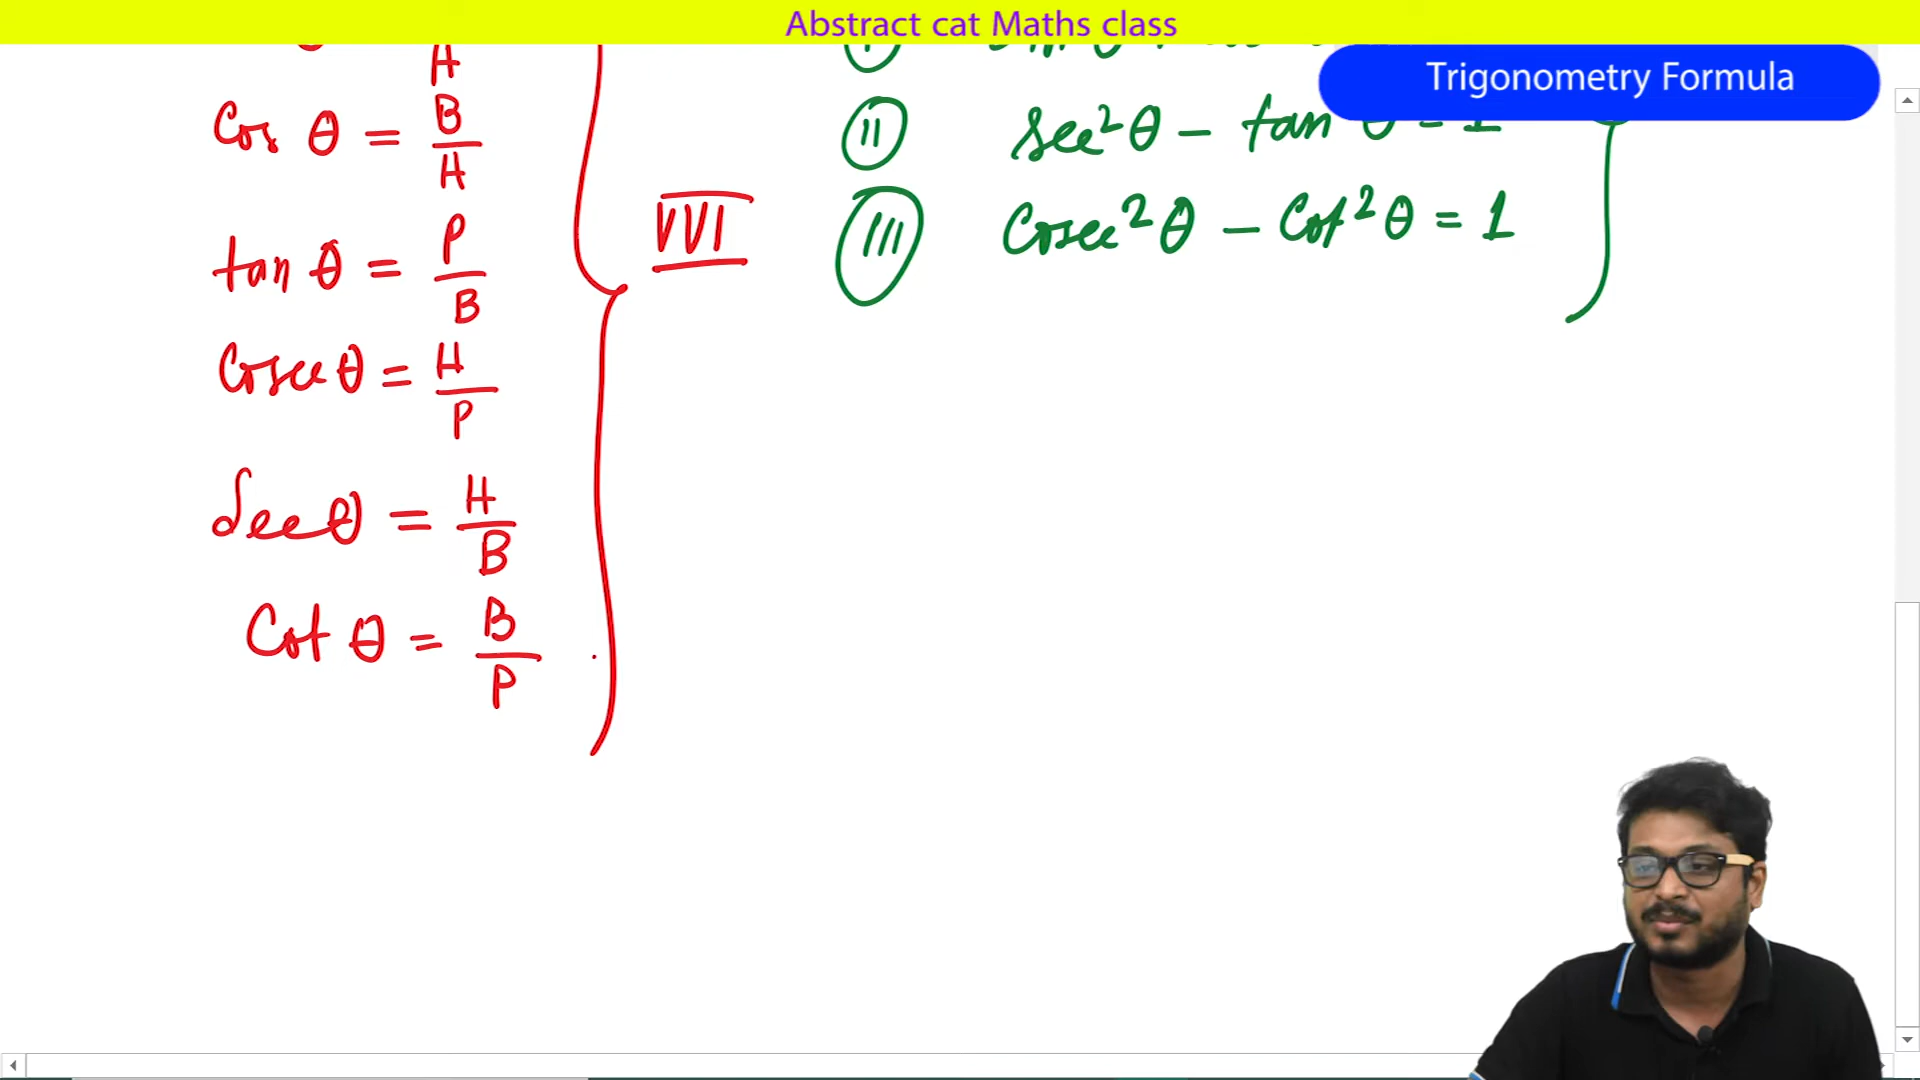 Abstract cat Maths class
Trigonometry Formula
H
Cos θ = B/H
tan θ = P/B
Cosec θ = H/P
Sec θ = H/B
Cot θ = B/P
VVI
(II) sec²θ - tan θ = 1
(III) Cosec²θ - Cot²θ = 1